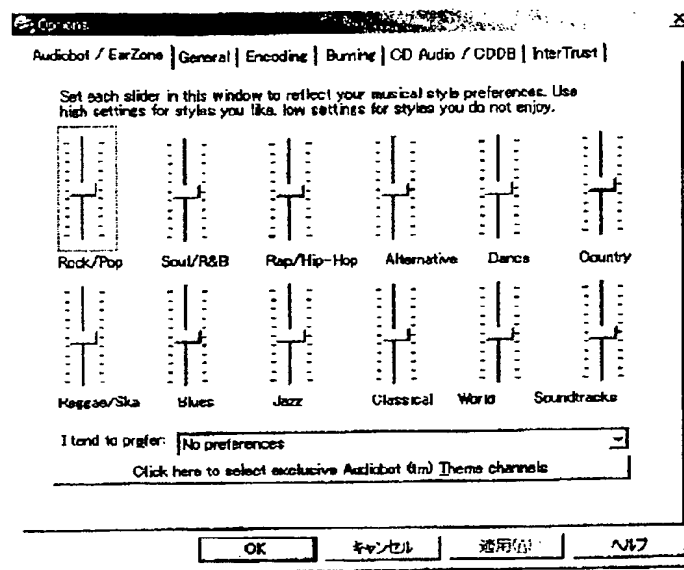 Options
Audiobot / EarZone General Encoding Burning CD Audio / CDDB InterTrust
Set each slider in this window to reflect your musical style preferences. Use
high settings for styles you like, low settings for styles you do not enjoy.
Rock/Pop Soul/R&B Rap/Hip-Hop Alternative Dance Country
Reggae/Ska Blues Jazz Classical World Soundtracks
I tend to prefer: No preferences
Click here to select exclusive Audiobot (tm) Theme channels
OK キャンセル 適用(A) ヘルプ